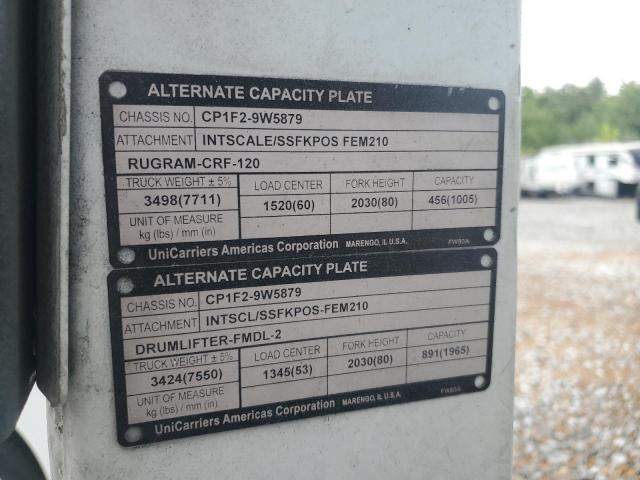 ALTERNATE CAPACITY PLATE
CHASSIS NO. CP1F2-9W5879
ATTACHMENT INTSCALE/SSFKPOS FEM210
RUGRAM-CRF-120
TRUCK WEIGHT ± 5% LOAD CENTER FORK HEIGHT CAPACITY
3498(7711) 1520(60) 2030(80) 456(1005)
UNIT OF MEASURE
kg (lbs) / mm (in)
UniCarriers Americas Corporation MARENGO, IL U.S.A. FW80A
ALTERNATE CAPACITY PLATE
CHASSIS NO. CP1F2-9W5879
ATTACHMENT INTSCL/SSFKPOS-FEM210
DRUMLIFTER-FMDL-2
TRUCK WEIGHT ± 5% LOAD CENTER FORK HEIGHT CAPACITY
3424(7550) 1345(53) 2030(80) 891(1965)
UNIT OF MEASURE
kg (lbs) / mm (in)
UniCarriers Americas Corporation MARENGO, IL U.S.A. FW80A